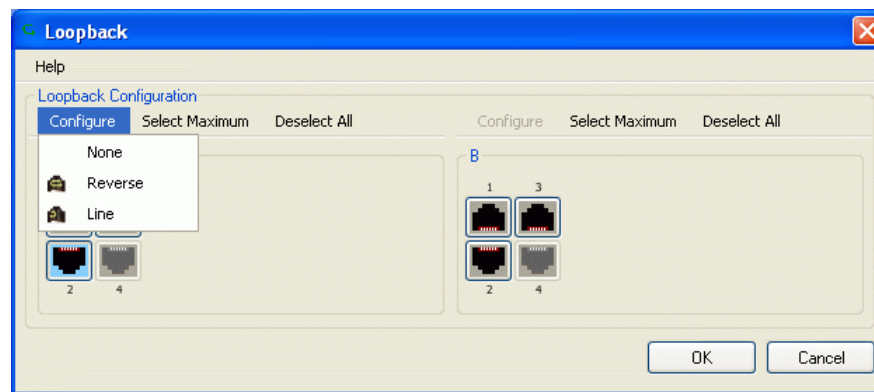 Loopback
Help
Loopback Configuration
Configure Select Maximum Deselect All
None
Reverse
Line
2 4
Configure Select Maximum Deselect All
B
1 3
2 4
OK Cancel